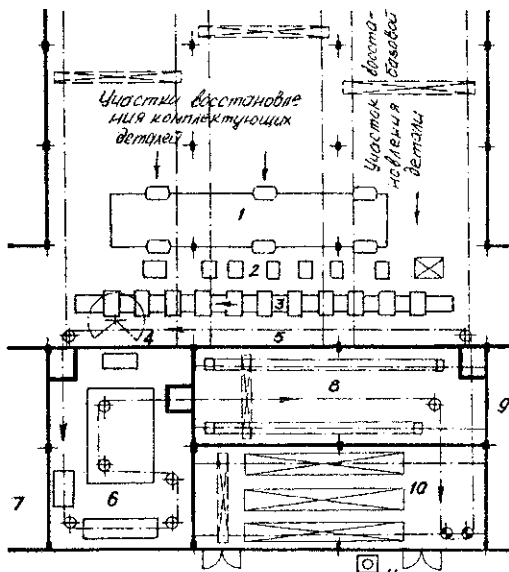 Участки восстановле
ния комплектующих
деталей
Участок восста-
новления базовой
детали
1
2
3
4
5
6
7
8
9
10